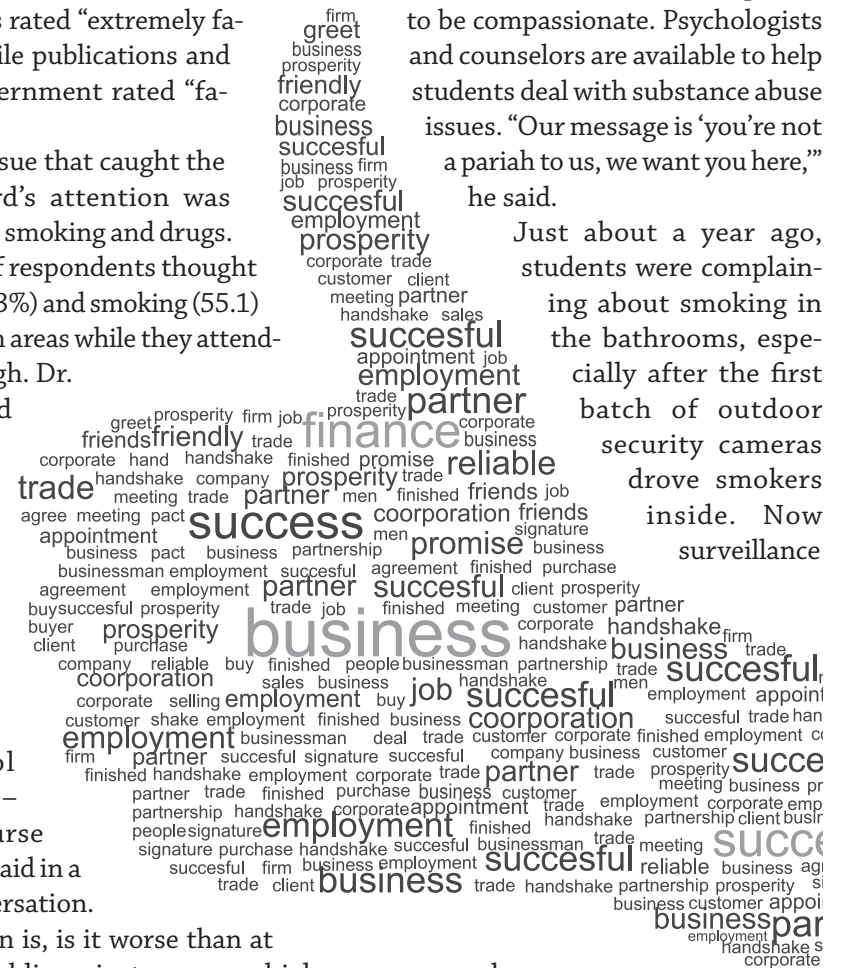 s rated “extremely fa-
ile publications and
ernment rated “fa-
sue that caught the
rd’s attention was
smoking and drugs.
f respondents thought
3%) and smoking (55.1)
n areas while they attend-
gh. Dr.
d
ol
–
urse
aid in a
ersation.
n is, is it worse than at
to be compassionate. Psychologists
and counselors are available to help
students deal with substance abuse
issues. “Our message is ‘you’re not
a pariah to us, we want you here,’”
he said.
Just about a year ago,
students were complain-
ing about smoking in
the bathrooms, espe-
cially after the first
batch of outdoor
security cameras
drove smokers
inside. Now
surveillance
firm
greet
business
prosperity
friendly
corporate
business
succesful
business firm
job prosperity
succesful
employment
prosperity
corporate trade
customer client
meeting partner
handshake sales
succesful
appointment job
employment
trade
prosperity partner
greet prosperity firm job finance corporate
friends friendly trade business
corporate hand handshake finished promise reliable
trade handshake company prosperity trade
meeting trade partner men finished friends job
agree meeting pact success coorporation friends
appointment men promise signature
business pact business partnership business
businessman employment succesful agreement finished purchase
agreement employment partner succesful client prosperity
buy succesful prosperity trade job finished meeting customer partner
buyer prosperity business corporate handshake firm
client purchase handshake business trade
company reliable buy finished people businessman partnership trade succesful
coorporation sales business job handshake men
corporate selling employment buy succesful employment appoint
customer shake employment finished business coorporation succesful trade han
employment businessman deal trade customer corporate finished employment co
firm partner succesful signature succesful company business customer succe
finished handshake employment corporate trade partner trade prosperity
partner trade finished purchase business customer meeting business pr
partnership handshake corporate appointment trade employment corporate emp
people signature employment finished handshake partnership client busin
signature purchase handshake succesful businessman trade meeting succe
succesful firm business employment succesful reliable business agr
trade client business trade handshake partnership prosperity si
business customer appoi
business par
employment
handshake s
corporate